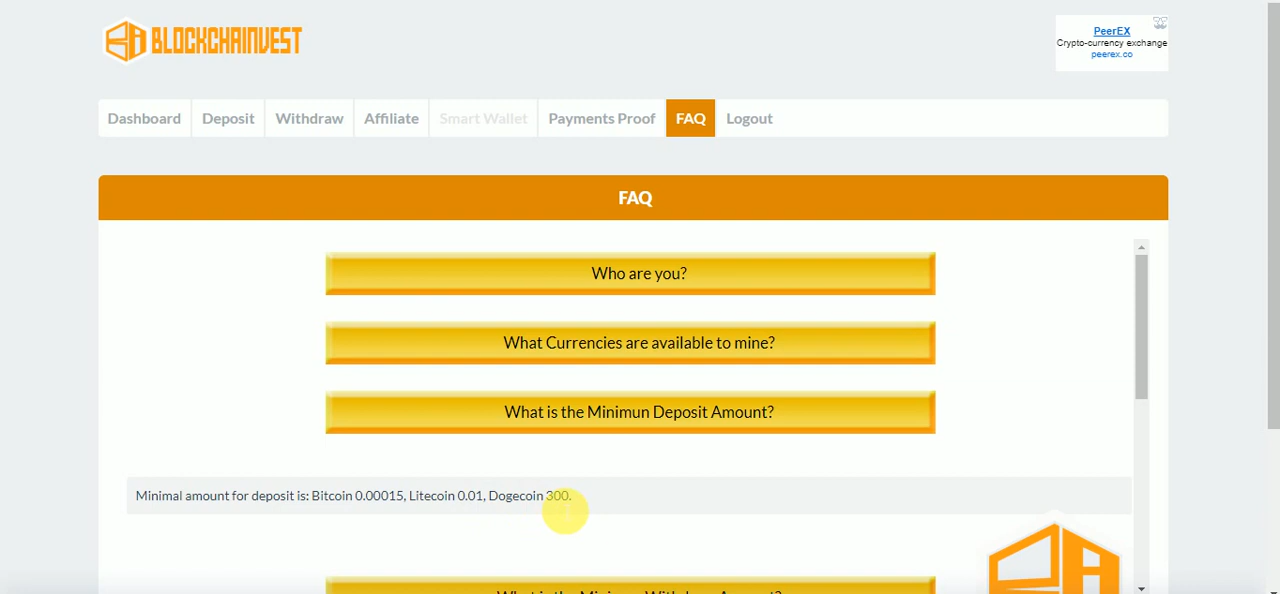 BLOCKCHAINVEST
PeerEX
Crypto-currency exchange
peerex.co
Dashboard
Deposit
Withdraw
Affiliate
Smart Wallet
Payments Proof
FAQ
Logout
FAQ
Who are you?
What Currencies are available to mine?
What is the Minimun Deposit Amount?
Minimal amount for deposit is: Bitcoin 0.00015, Litecoin 0.01, Dogecoin 300.